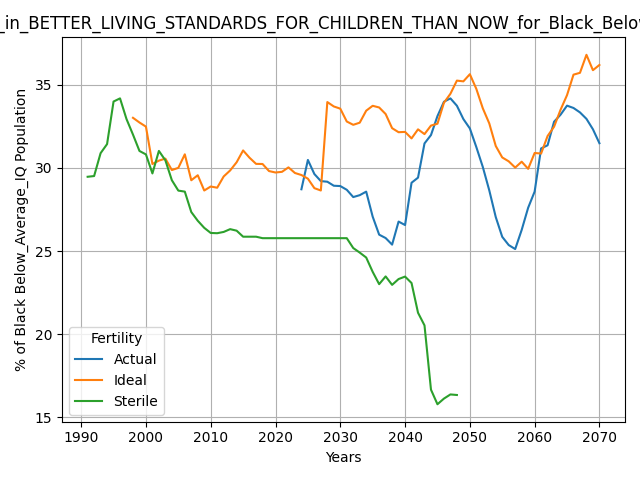 _in_BETTER_LIVING_STANDARDS_FOR_CHILDREN_THAN_NOW_for_Black_Belo
% of Black Below_Average_IQ Population
35
30
25
20
15
Fertility
Actual
Ideal
Sterile
1990 2000 2010 2020 2030 2040 2050 2060 2070
Years